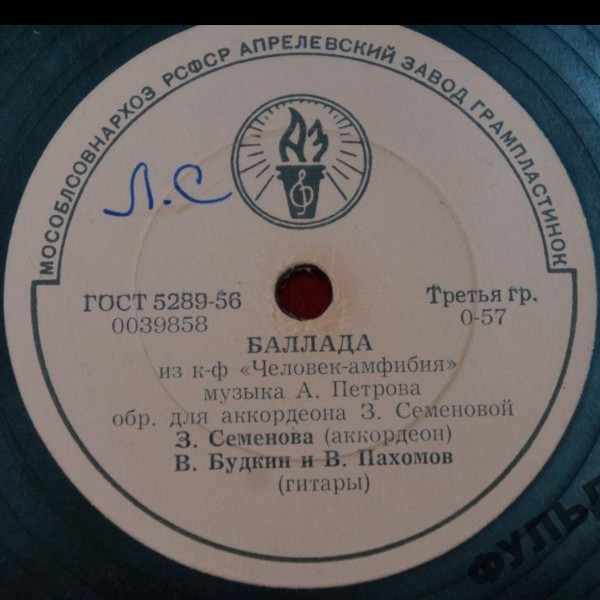 МОСОБЛСОВНАРХОЗ РСФСР АПРЕЛЕВСКИЙ ЗАВОД ГРАМПЛАСТИНОК
АЗ
Л.С
ГОСТ 5289-56
0039858
Третья гр.
0-57
БАЛЛАДА
из к-ф «Человек-амфибия»
музыка А. Петрова
обр. для аккордеона З. Семеновой
З. Семенова (аккордеон)
В. Будкин и В. Пахомов
(гитары)